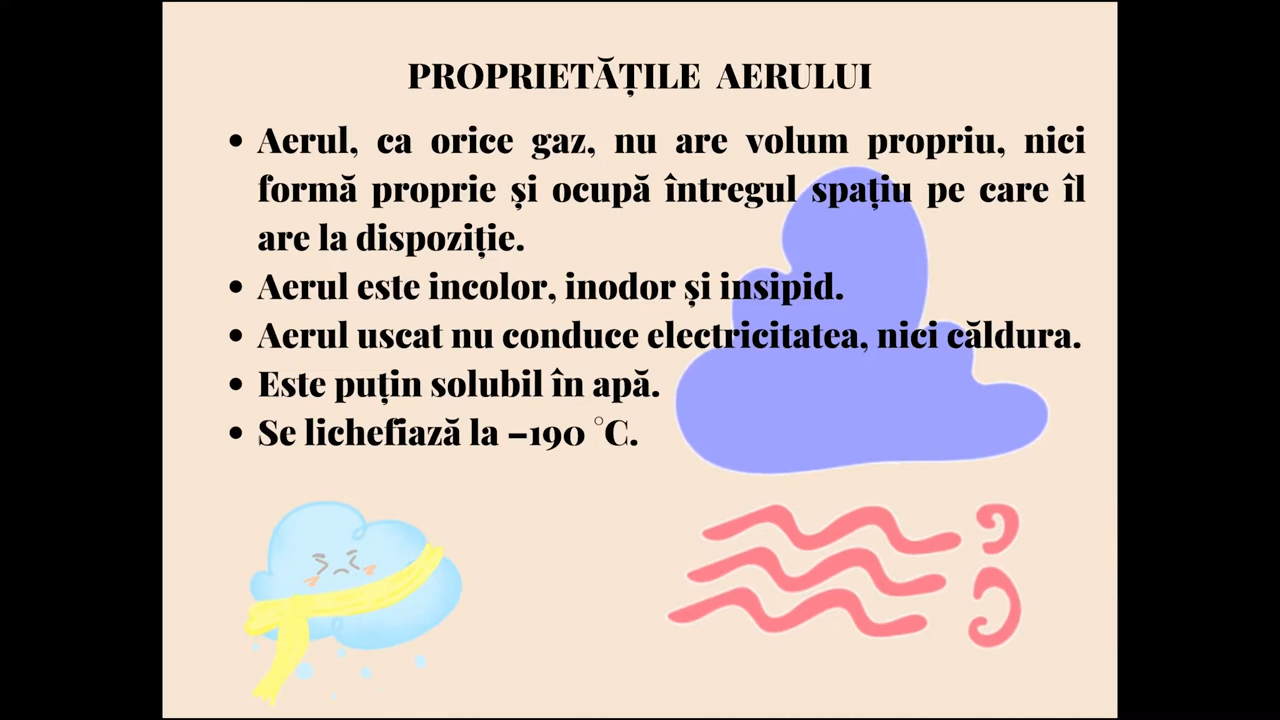 PROPRIETĂȚILE AERULUI
• Aerul, ca orice gaz, nu are volum propriu, nici
formă proprie și ocupă întregul spațiu pe care îl
are la dispoziție.
• Aerul este incolor, inodor și insipid.
• Aerul uscat nu conduce electricitatea, nici căldura.
• Este puțin solubil în apă.
• Se lichefiază la –190 °C.